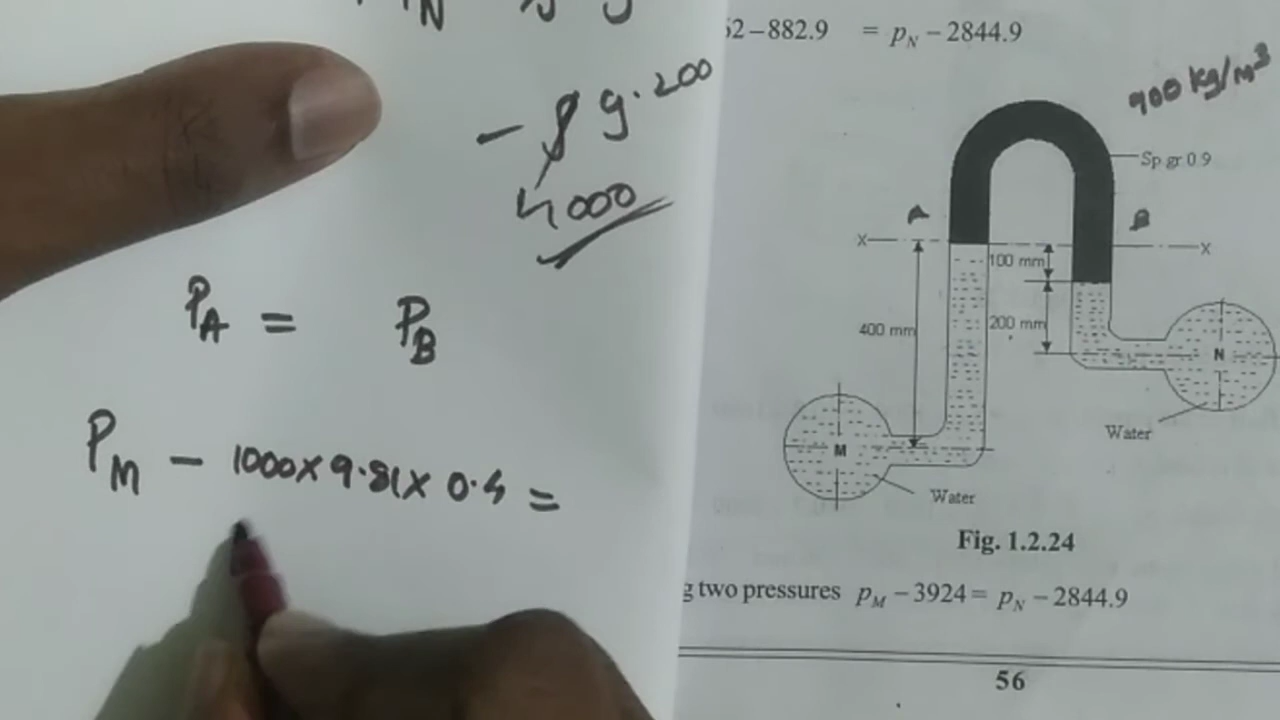 N
- ρ g. 200
1000
P_A = P_B
P_M - 1000 x 9.81 x 0.4 =
52–882.9 = p_N – 2844.9
900 kg/m³
Sp gr 0.9
A
B
X
X
100 mm
400 mm
200 mm
N
Water
M
Water
Fig. 1.2.24
g two pressures p_M – 3924 = p_N – 2844.9
56